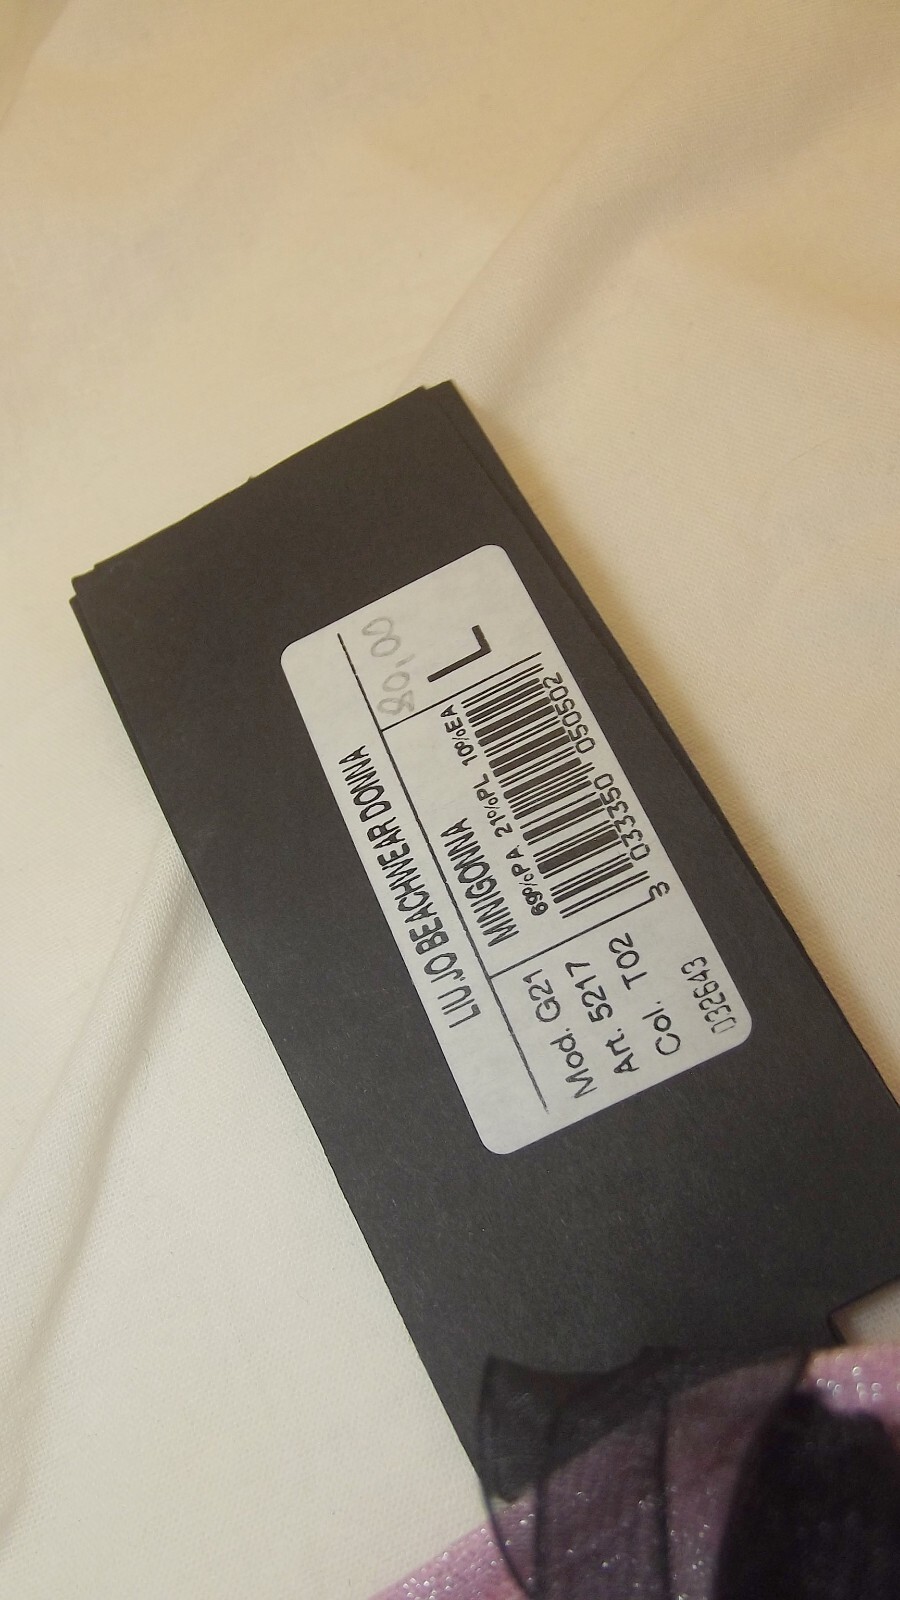 LIU.JO BEACHWEAR DONNA
80,00
MINIGONNA
L
69%PA 21%PL 10%EA
Mod. G21
Art. 5217
Col. T02
3 033350 050502
032643